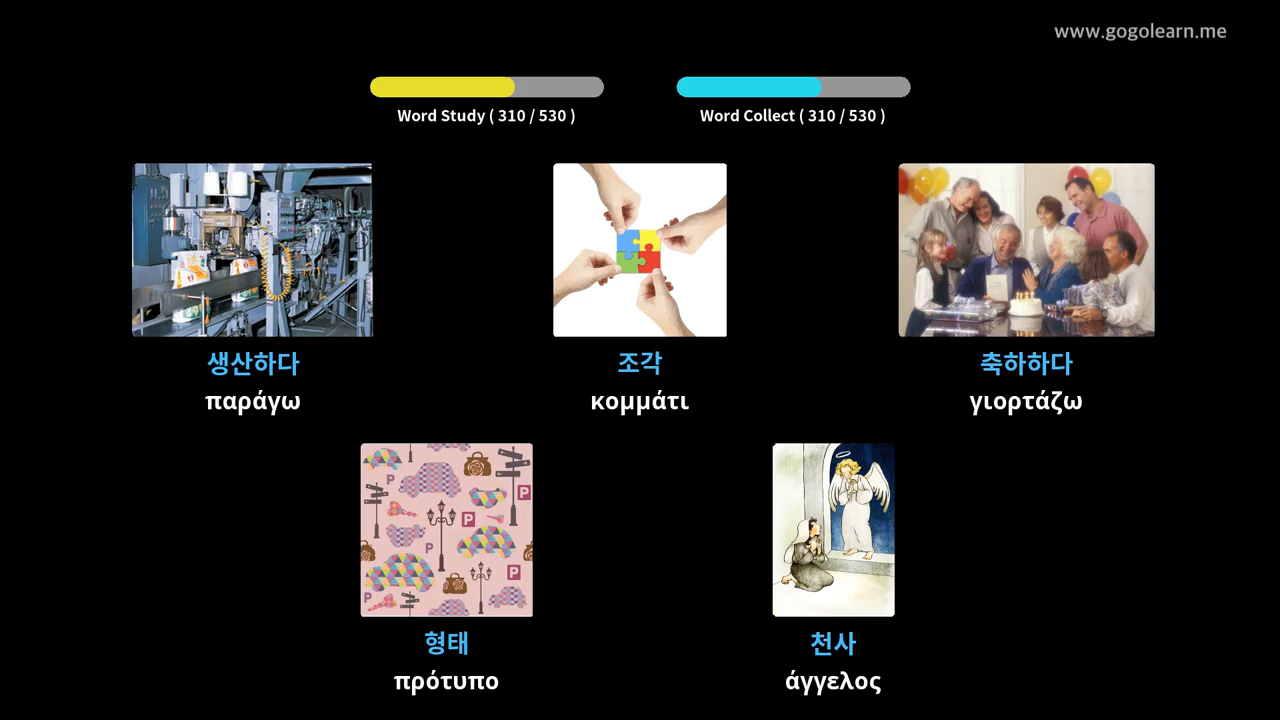 www.gogolearn.me
Word Study ( 310 / 530 )
Word Collect ( 310 / 530 )
생산하다
παράγω
조각
κομμάτι
축하하다
γιορτάζω
P
P
P
P
P
P
형태
πρότυπο
천사
άγγελος